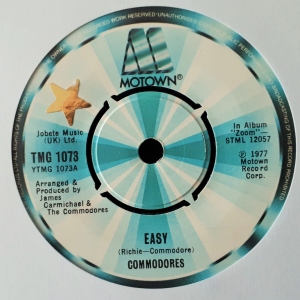 MOTOWN®
Jobete Music
(UK) Ltd.
TMG 1073
YTMG 1073A
Arranged &
Produced by
James
Carmichael &
The Commodores
In Album
"Zoom"
STML 12057
℗ 1977
Motown
Record
Corp.
EASY
(Richie—Commodore)
COMMODORES